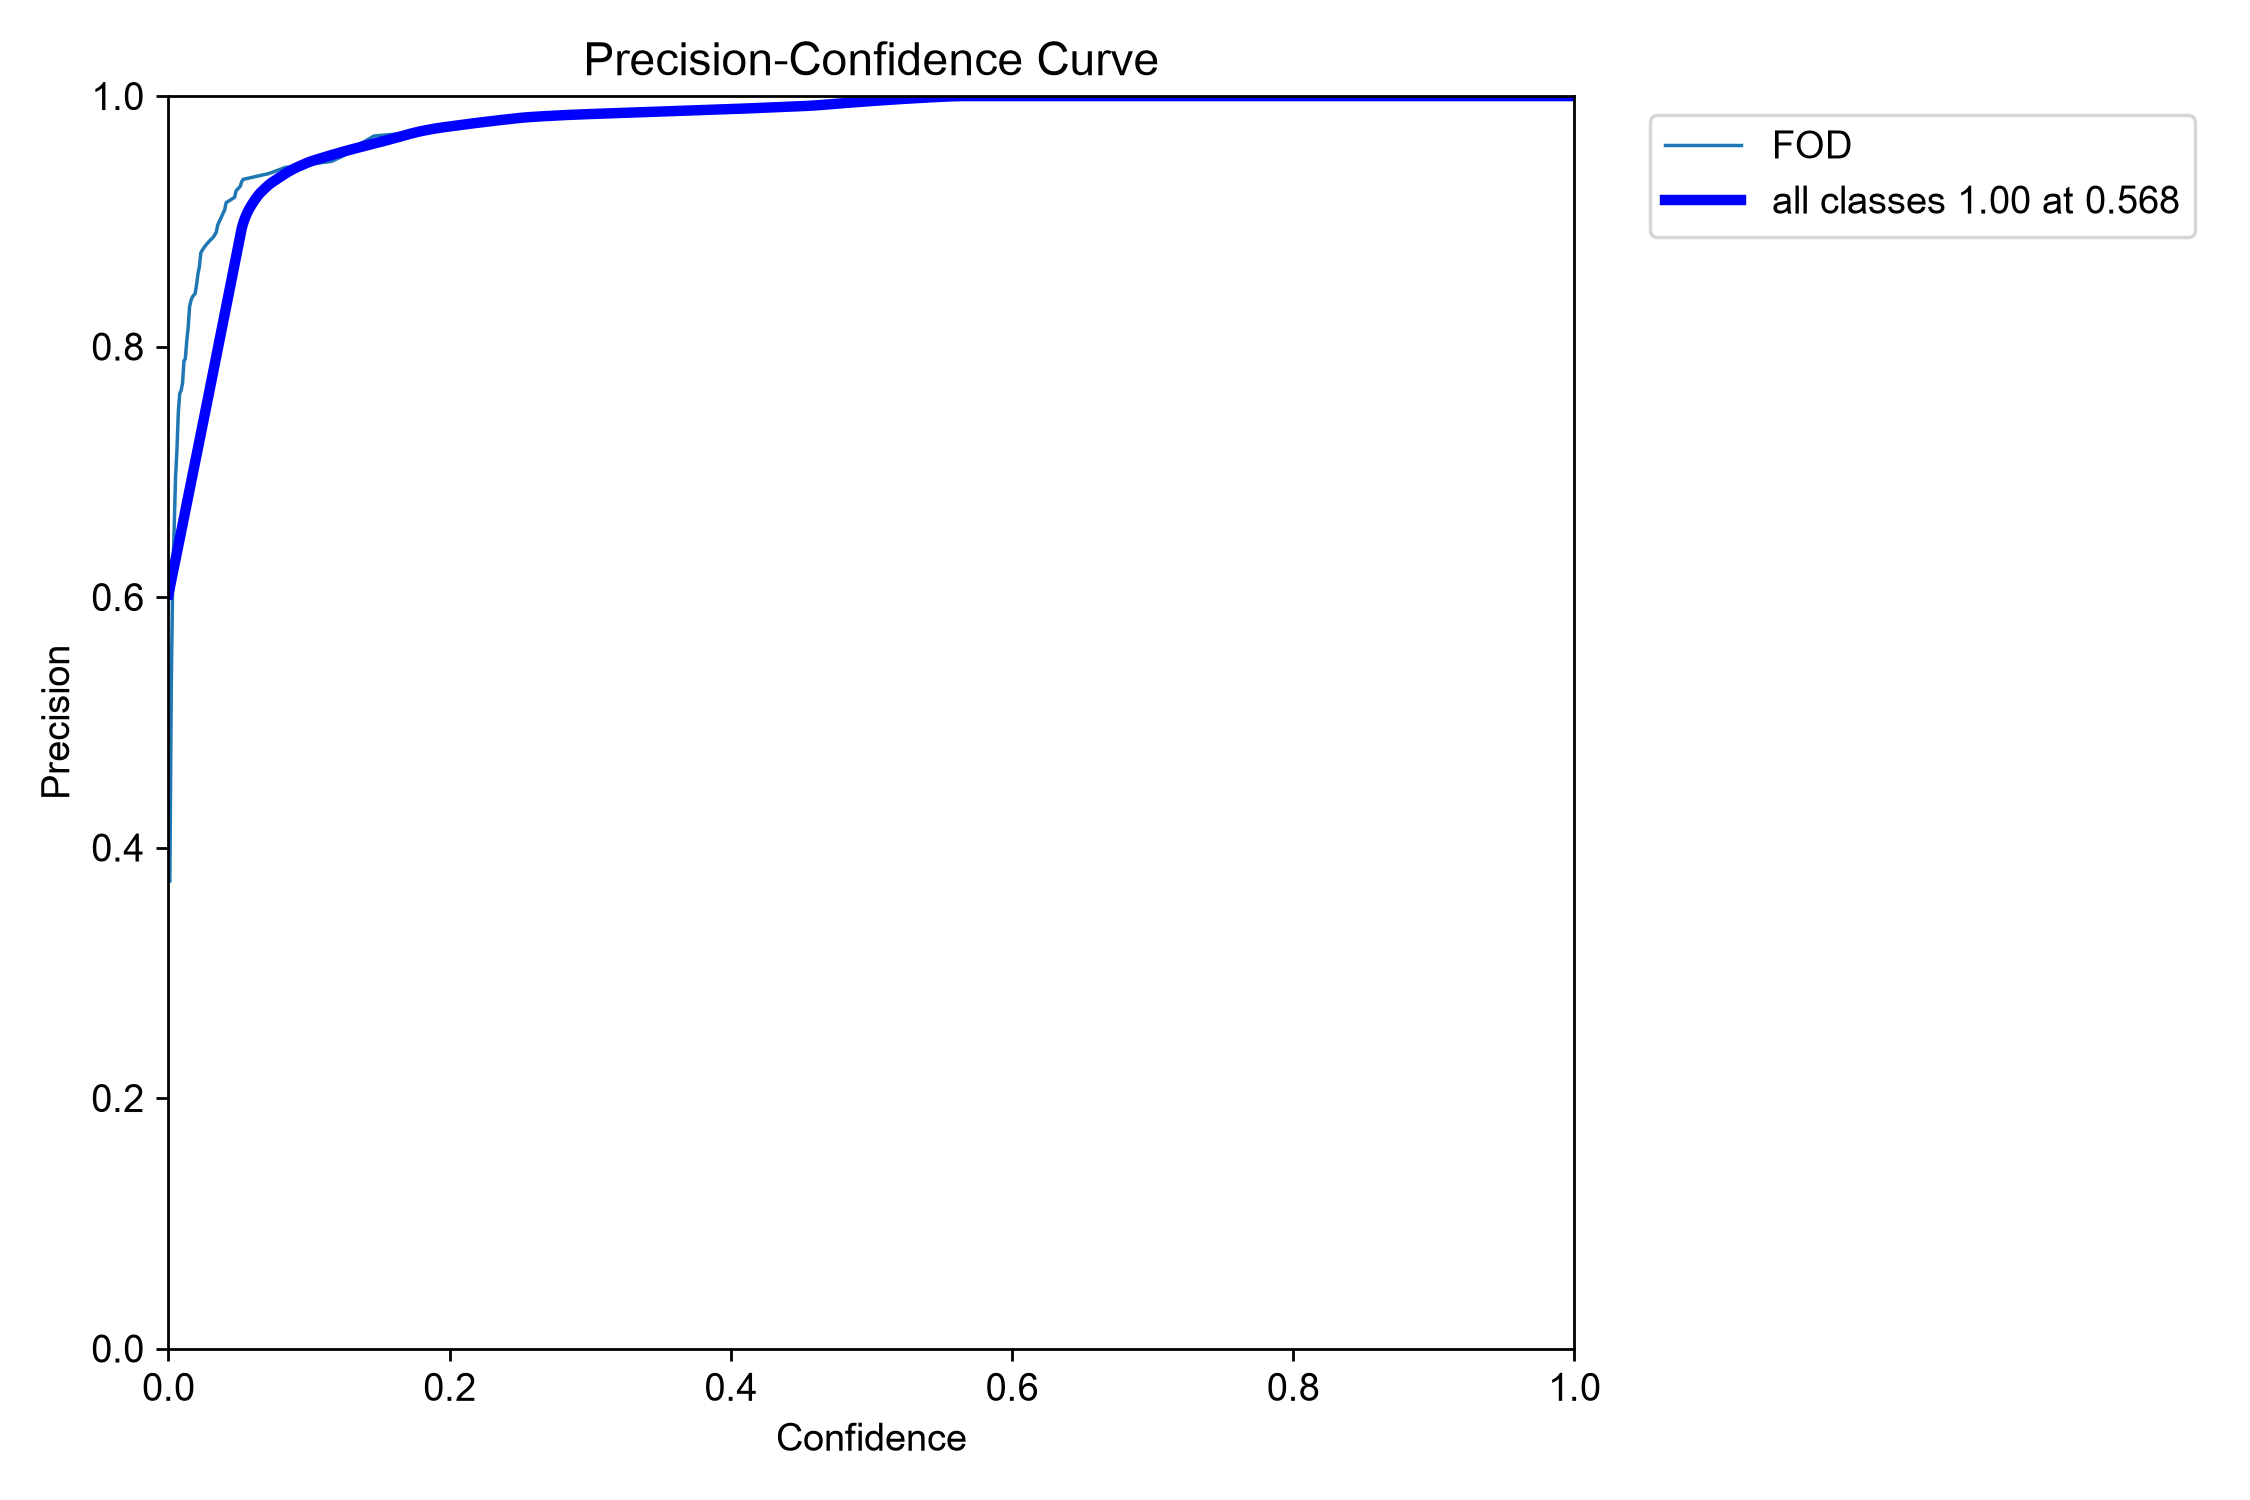 Precision-Confidence Curve
1.0
0.8
0.6
0.4
0.2
0.0
Precision
0.0 0.2 0.4 0.6 0.8 1.0
Confidence
FOD
all classes 1.00 at 0.568